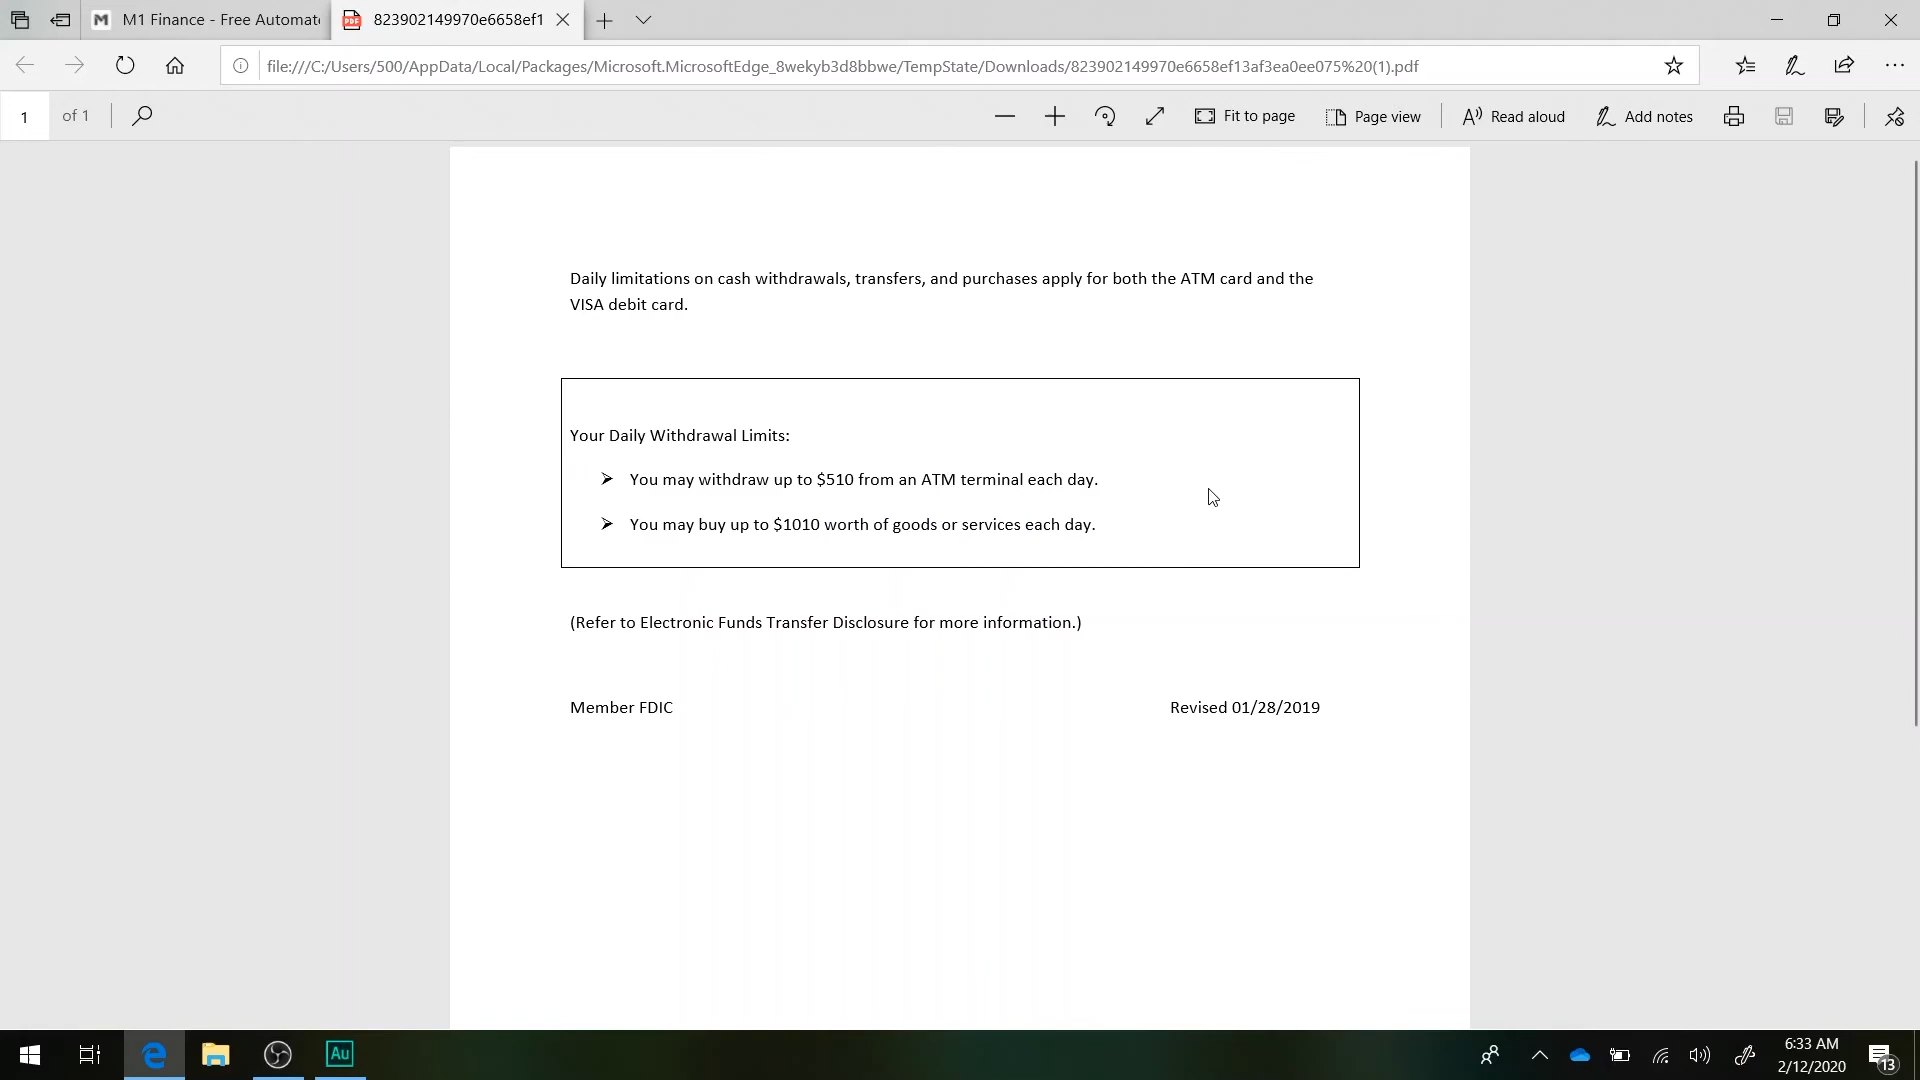 M1 Finance - Free Automat
823902149970e6658ef1
file:///C:/Users/500/AppData/Local/Packages/Microsoft.MicrosoftEdge_8wekyb3d8bbwe/TempState/Downloads/823902149970e6658ef13af3ea0ee075%20(1).pdf
1 of 1 Fit to page Page view Read aloud Add notes
Daily limitations on cash withdrawals, transfers, and purchases apply for both the ATM card and the
VISA debit card.
Your Daily Withdrawal Limits:
➢ You may withdraw up to $510 from an ATM terminal each day.
➢ You may buy up to $1010 worth of goods or services each day.
(Refer to Electronic Funds Transfer Disclosure for more information.)
Member FDIC Revised 01/28/2019
Au
6:33 AM
2/12/2020
13